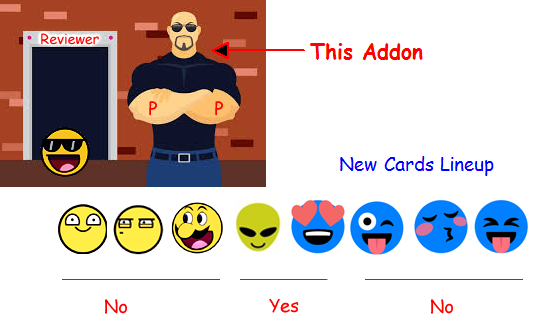 Reviewer
This Addon
P P
New Cards Lineup
No Yes No